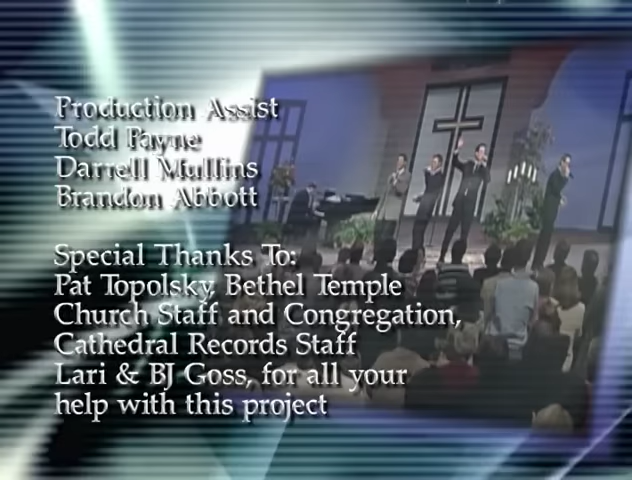 Production Assist
Todd Payne
Darrell Mullins
Brandon Abbott
Special Thanks To:
Pat Topolsky, Bethel Temple
Church Staff and Congregation,
Cathedral Records Staff
Lari & BJ Goss, for all your
help with this project